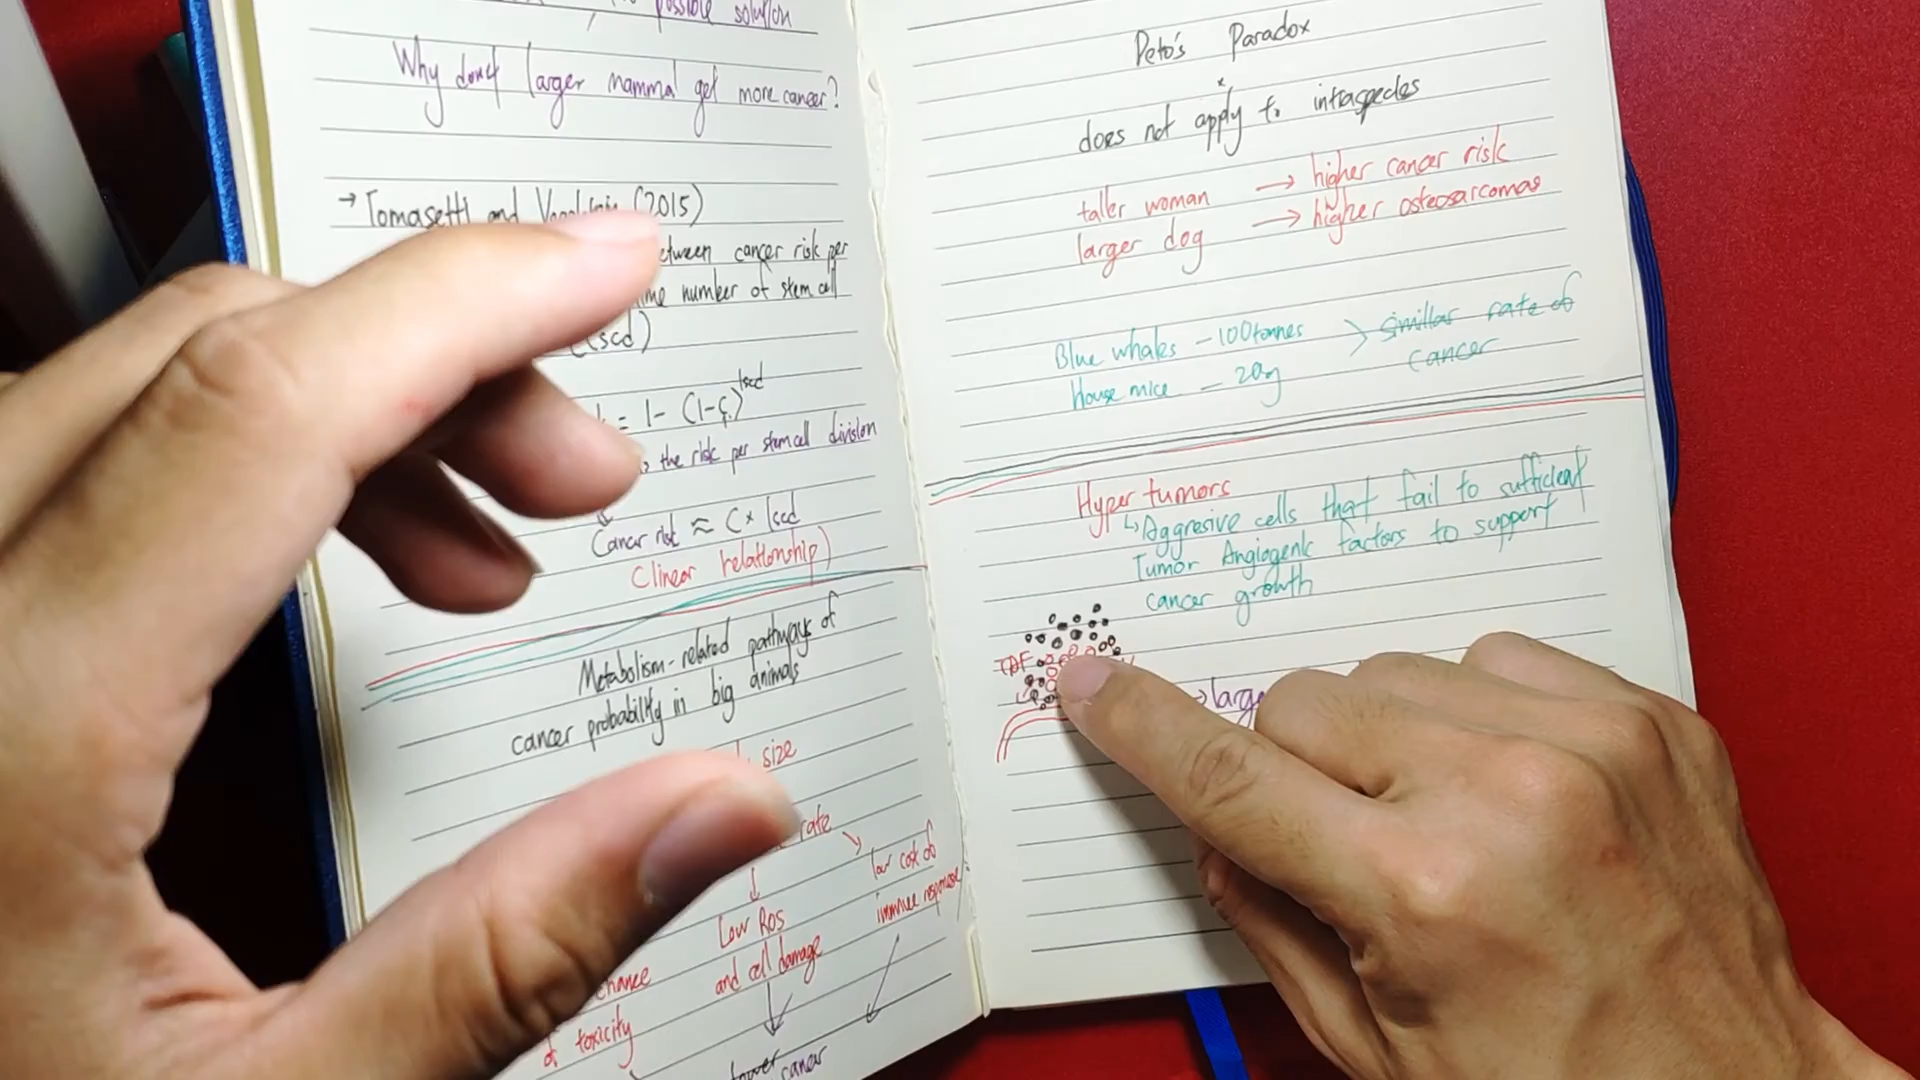 possible solution
Why don't larger mammal get more cancer?
→ Tomasetti and (2015)
between cancer risk per
number of stem cell
(lscd)
= 1- (1-ς)^lscd
the risk per stem cell division
Cancer risk ≈ C × lscd
(linear relationship)
Metabolism-related pathways of
cancer probability in big animals
size
rate
low cost of
immune response
Low ROS
and cell damage
chance
of toxicity
lower
cancer
Peto's Paradox
does not apply to intraspecies
taller woman → higher cancer risk
larger dog → higher osteosarcomas
Blue whales - 100tonnes > simillar rate of
House mice - 20g cancer
Hyper tumors
↳ Aggresive cells that fail to sufficient
Tumor Angiogenic factors to support
cancer growth
TAF
→ large